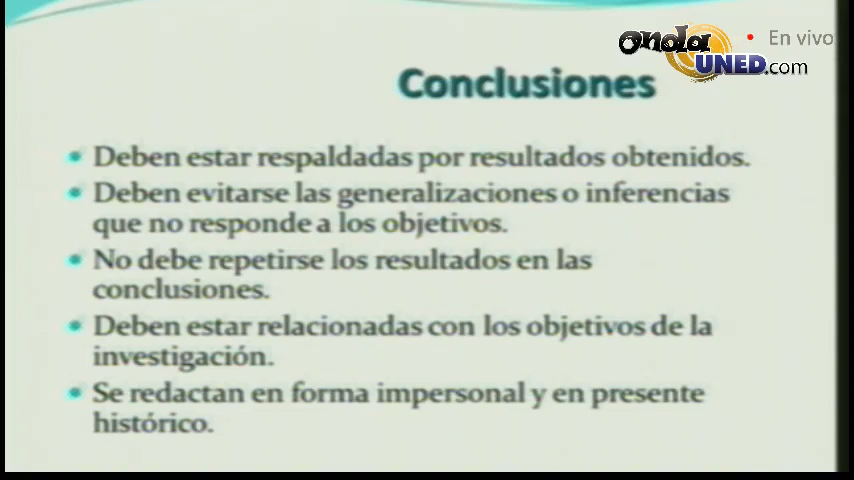 onda
UNED.com
• En vivo
Conclusiones
• Deben estar respaldadas por resultados obtenidos.
• Deben evitarse las generalizaciones o inferencias
que no responde a los objetivos.
• No debe repetirse los resultados en las
conclusiones.
• Deben estar relacionadas con los objetivos de la
investigación.
• Se redactan en forma impersonal y en presente
histórico.